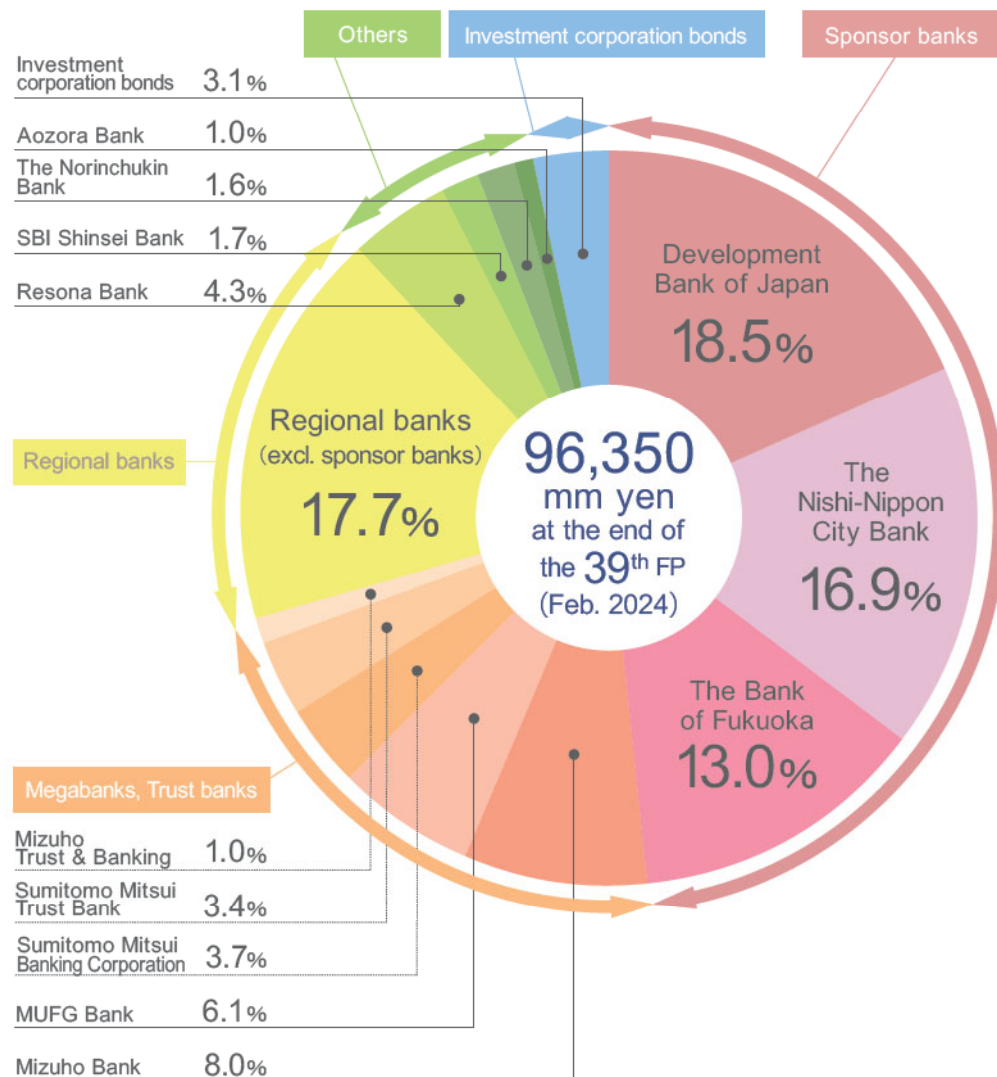 Others
Investment corporation bonds
Sponsor banks
Investment
corporation bonds 3.1%
Aozora Bank 1.0%
The Norinchukin
Bank 1.6%
SBI Shinsei Bank 1.7%
Resona Bank 4.3%
Development
Bank of Japan
18.5%
Regional banks
(excl. sponsor banks)
17.7%
Regional banks
96,350
mm yen
at the end of
the 39th FP
(Feb. 2024)
The
Nishi-Nippon
City Bank
16.9%
The Bank
of Fukuoka
13.0%
Megabanks, Trust banks
Mizuho
Trust & Banking 1.0%
Sumitomo Mitsui
Trust Bank 3.4%
Sumitomo Mitsui
Banking Corporation 3.7%
MUFG Bank 6.1%
Mizuho Bank 8.0%